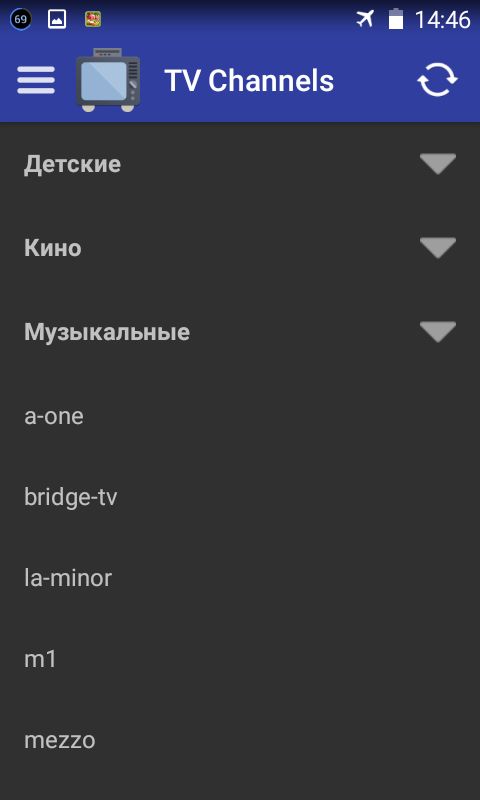 69
14:46
TV Channels
Детские
Кино
Музыкальные
a-one
bridge-tv
la-minor
m1
mezzo